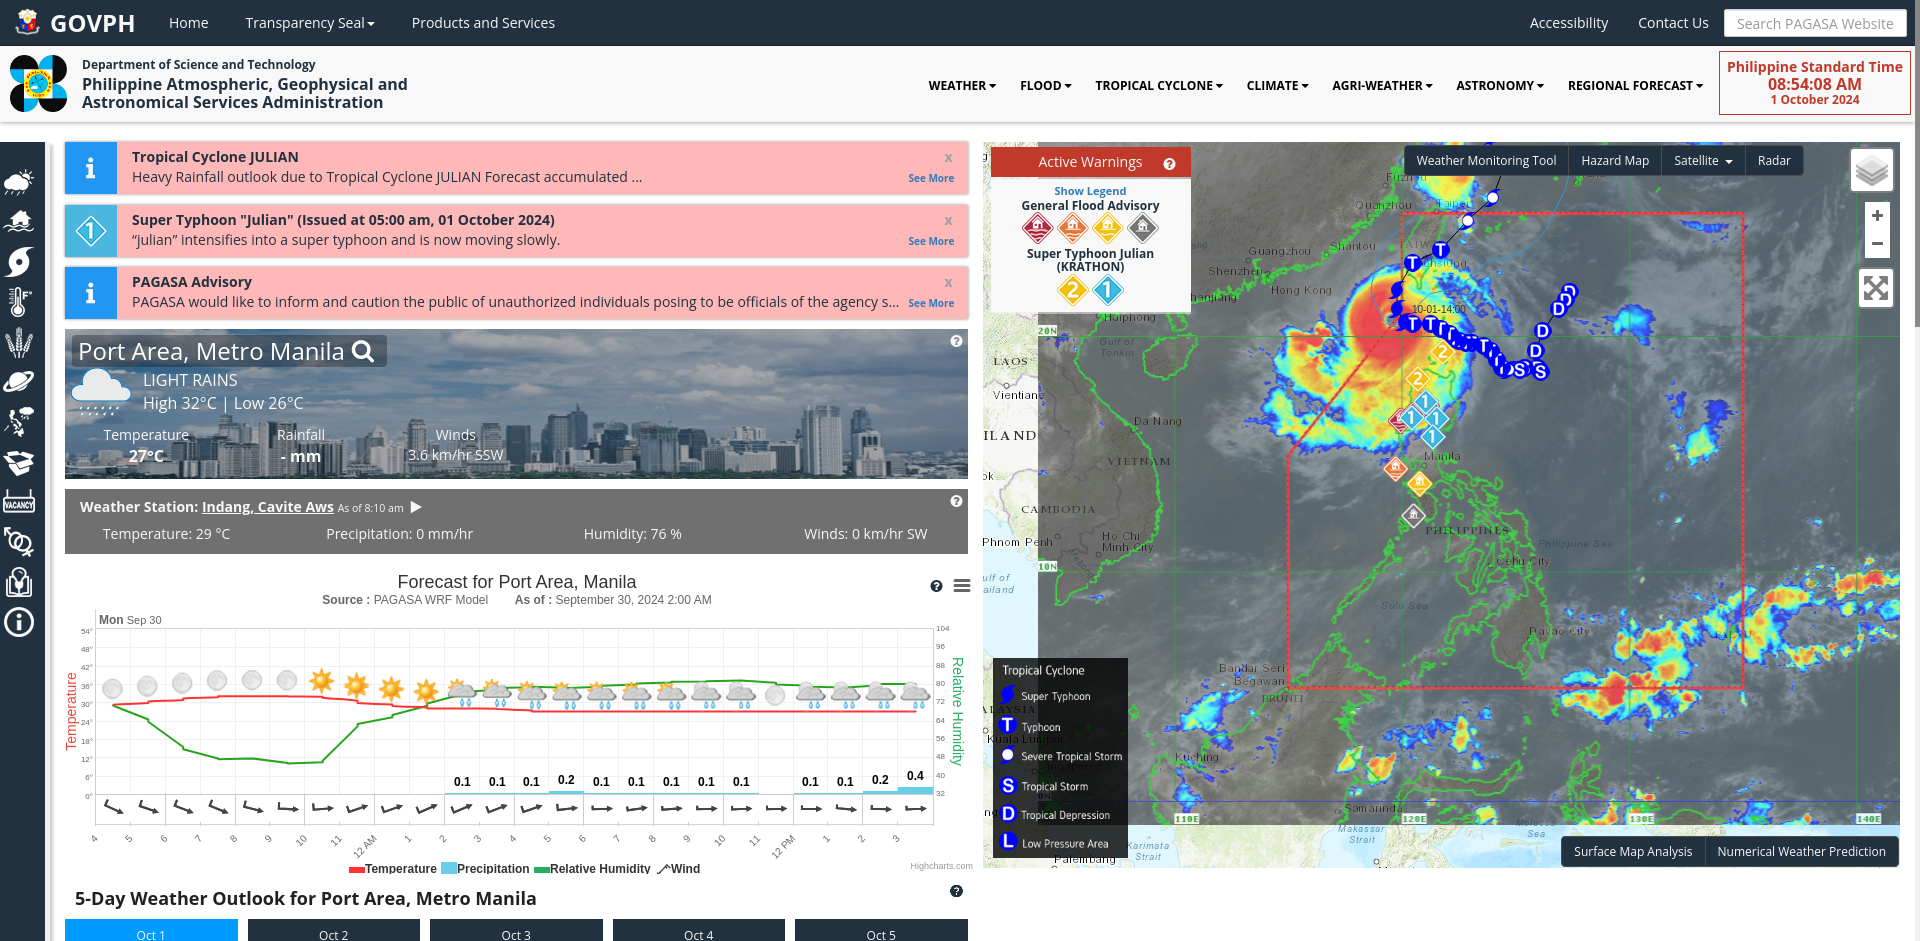 GOVPH
Home
Transparency Seal
Products and Services
Accessibility
Contact Us
Search PAGASA Website
Department of Science and Technology
Philippine Atmospheric, Geophysical and
Astronomical Services Administration
WEATHER
FLOOD
TROPICAL CYCLONE
CLIMATE
AGRI-WEATHER
ASTRONOMY
REGIONAL FORECAST
Philippine Standard Time
08:54:08 AM
1 October 2024
VACANCY
Tropical Cyclone JULIAN
x
Heavy Rainfall outlook due to Tropical Cyclone JULIAN Forecast accumulated ...
See More
1
Super Typhoon "Julian" (Issued at 05:00 am, 01 October 2024)
x
“julian” intensifies into a super typhoon and is now moving slowly.
See More
PAGASA Advisory
x
PAGASA would like to inform and caution the public of unauthorized individuals posing to be officials of the agency s...
See More
Port Area, Metro Manila
LIGHT RAINS
High 32°C | Low 26°C
Temperature
Rainfall
Winds
27°C
- mm
3.6 km/hr SSW
Weather Station: Indang, Cavite Aws As of 8:10 am
Temperature: 29 °C
Precipitation: 0 mm/hr
Humidity: 76 %
Winds: 0 km/hr SW
Forecast for Port Area, Manila
Source : PAGASA WRF Model As of : September 30, 2024 2:00 AM
Mon Sep 30
Temperature
54°
48°
42°
36°
30°
24°
18°
12°
6°
0°
104
96
88
80
72
64
56
48
40
32
Relative Humidity
0.1
0.1
0.1
0.2
0.1
0.1
0.1
0.1
0.1
0.1
0.1
0.2
0.4
4
5
6
7
8
9
10
11
12 AM
1
2
3
4
5
6
7
8
9
10
11
12 PM
1
2
3
Temperature
Precipitation
Relative Humidity
Wind
Highcharts.com
5-Day Weather Outlook for Port Area, Metro Manila
Oct 1
Oct 2
Oct 3
Oct 4
Oct 5
Active Warnings
Show Legend
General Flood Advisory
Super Typhoon Julian
(KRATHON)
2
1
Weather Monitoring Tool
Hazard Map
Satellite
Radar
+
−
Quanzhou
Taipei
Guangzhou
Shantou
Shenzhen
Hong Kong
Haiphong
20N
Gulf of
Tonkin
LAOS
Vientian
Da Nang
ILAND
VIETNAM
CAMBODIA
Phnom Penh
Ho Chi
Minh City
10N
10-01-14:00
T
T
T
T
D
D
D
D
D
S
S
2
2
1
1
1
1
Manila
PHILIPPINES
Philippine Sea
Cebu City
Sulu Sea
Davao City
Bandar Seri
Begawan
BRUNEI
Kuching
Samarinda
Makassar
Strait
Karimata
Strait
Palembang
110E
120E
130E
140E
Tropical Cyclone
Super Typhoon
T Typhoon
Severe Tropical Storm
S Tropical Storm
D Tropical Depression
L Low Pressure Area
Surface Map Analysis
Numerical Weather Prediction